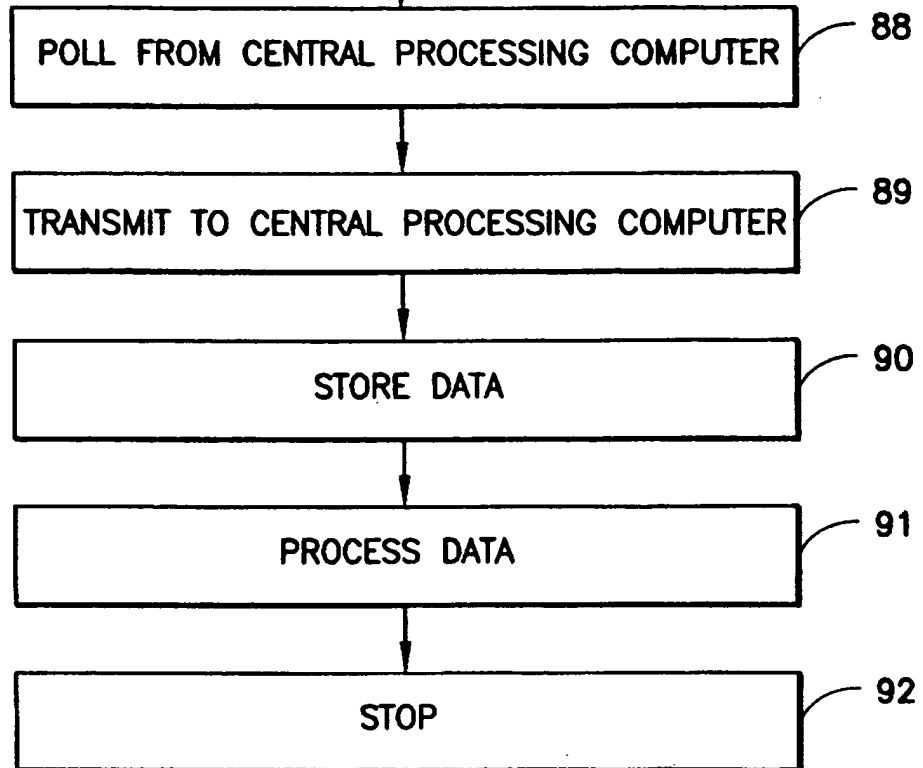 POLL FROM CENTRAL PROCESSING COMPUTER 88
TRANSMIT TO CENTRAL PROCESSING COMPUTER 89
STORE DATA 90
PROCESS DATA 91
STOP 92